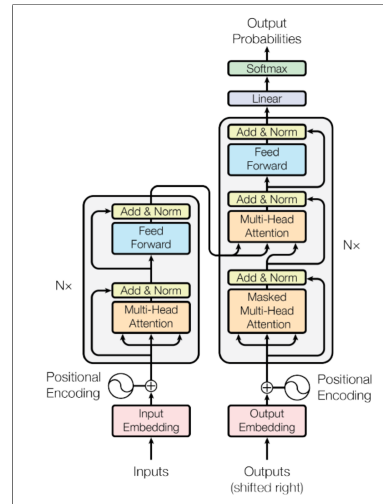 Output
Probabilities
Softmax
Linear
Add & Norm
Feed
Forward
Add & Norm
Multi-Head
Attention
Nx
Add & Norm
Masked
Multi-Head
Attention
Add & Norm
Feed
Forward
Nx
Add & Norm
Multi-Head
Attention
Positional
Encoding
Positional
Encoding
Input
Embedding
Output
Embedding
Inputs
Outputs
(shifted right)